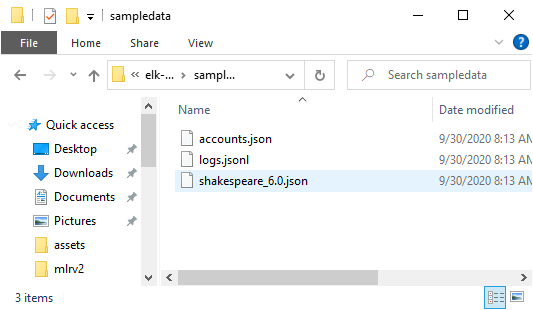 sampledata
File Home Share View
elk-... sampl... Search sampledata
Name Date modified
Quick access
Desktop
Downloads
Documents
Pictures
assets
mlrv2
accounts.json 9/30/2020 8:13 AM
logs.jsonl 9/30/2020 8:13 AM
shakespeare_6.0.json 9/30/2020 8:13 AM
3 items